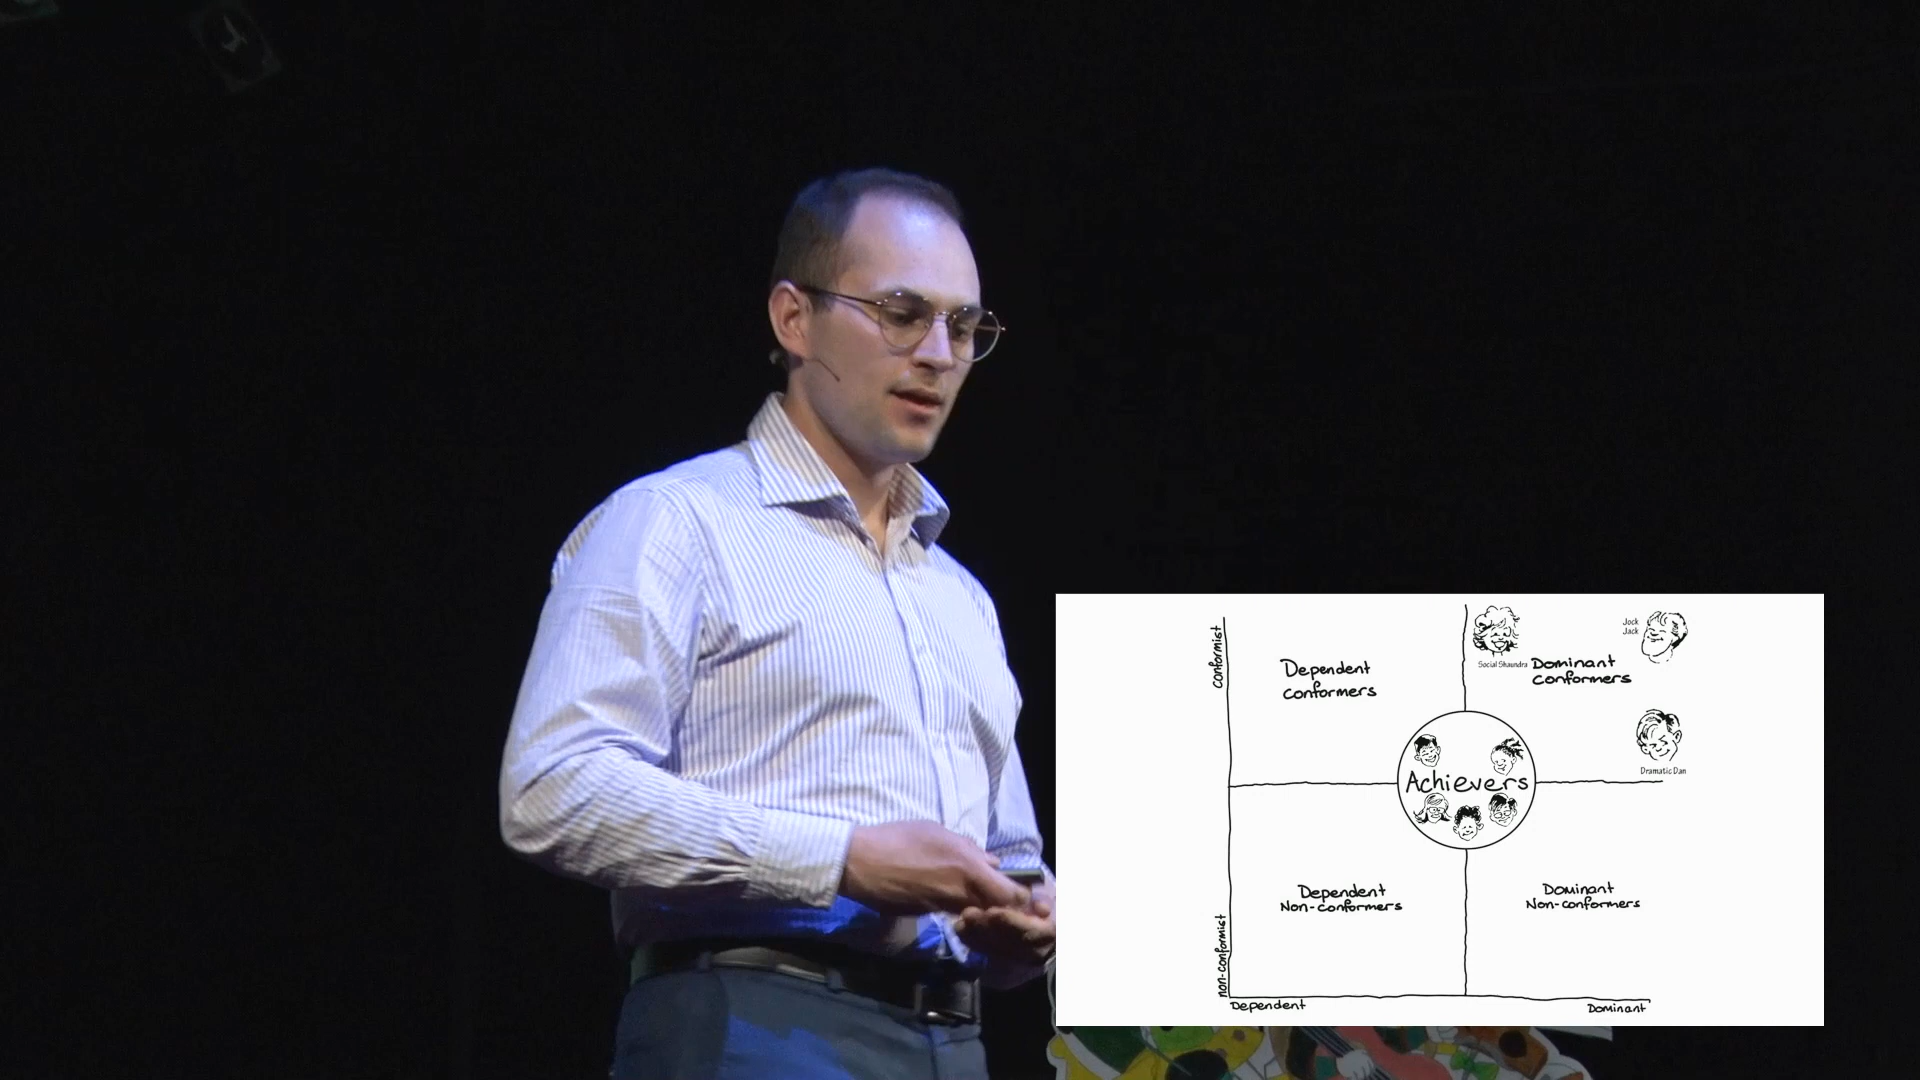 conformist
Dependent
conformers
Social Shaundra
Dominant
conformers
Jock
Jack
Dramatic Dan
Achievers
Dependent
Non-conformers
Dominant
Non-conformers
non-conformist
Dependent
Dominant